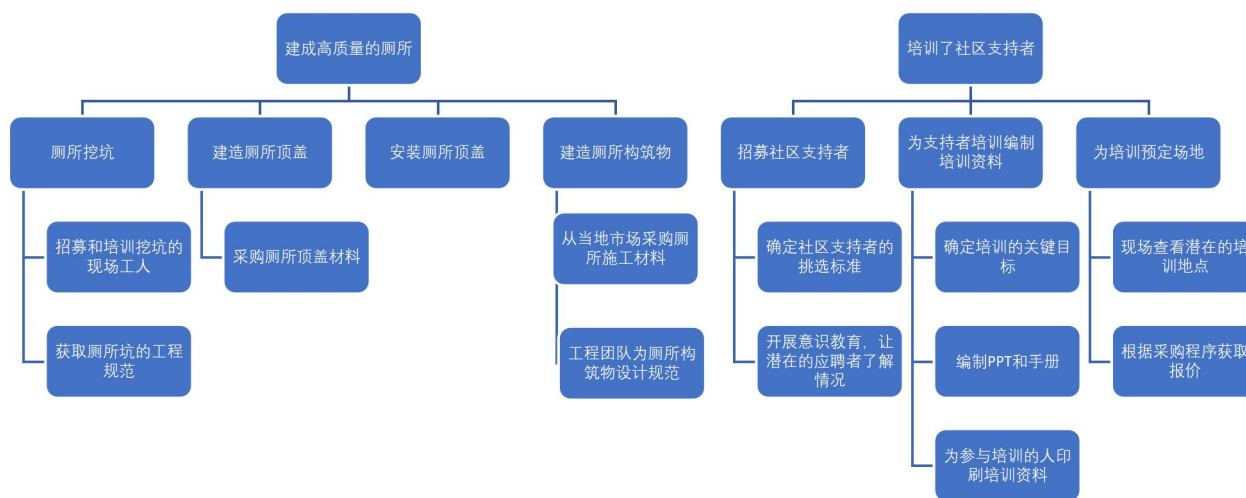 建成高质量的厕所
培训了社区支持者
厕所挖坑
建造厕所顶盖
安装厕所顶盖
建造厕所构筑物
招募社区支持者
为支持者培训编制
培训资料
为培训预定场地
招募和培训挖坑的
现场工人
采购厕所顶盖材料
从当地市场采购厕
所施工材料
确定社区支持者的
挑选标准
确定培训的关键目
标
现场查看潜在的培
训地点
获取厕所坑的工程
规范
工程团队为厕所构
筑物设计规范
开展意识教育，让
潜在的应聘者了解
情况
编制PPT和手册
根据采购程序获取
报价
为参与培训的人印
刷培训资料